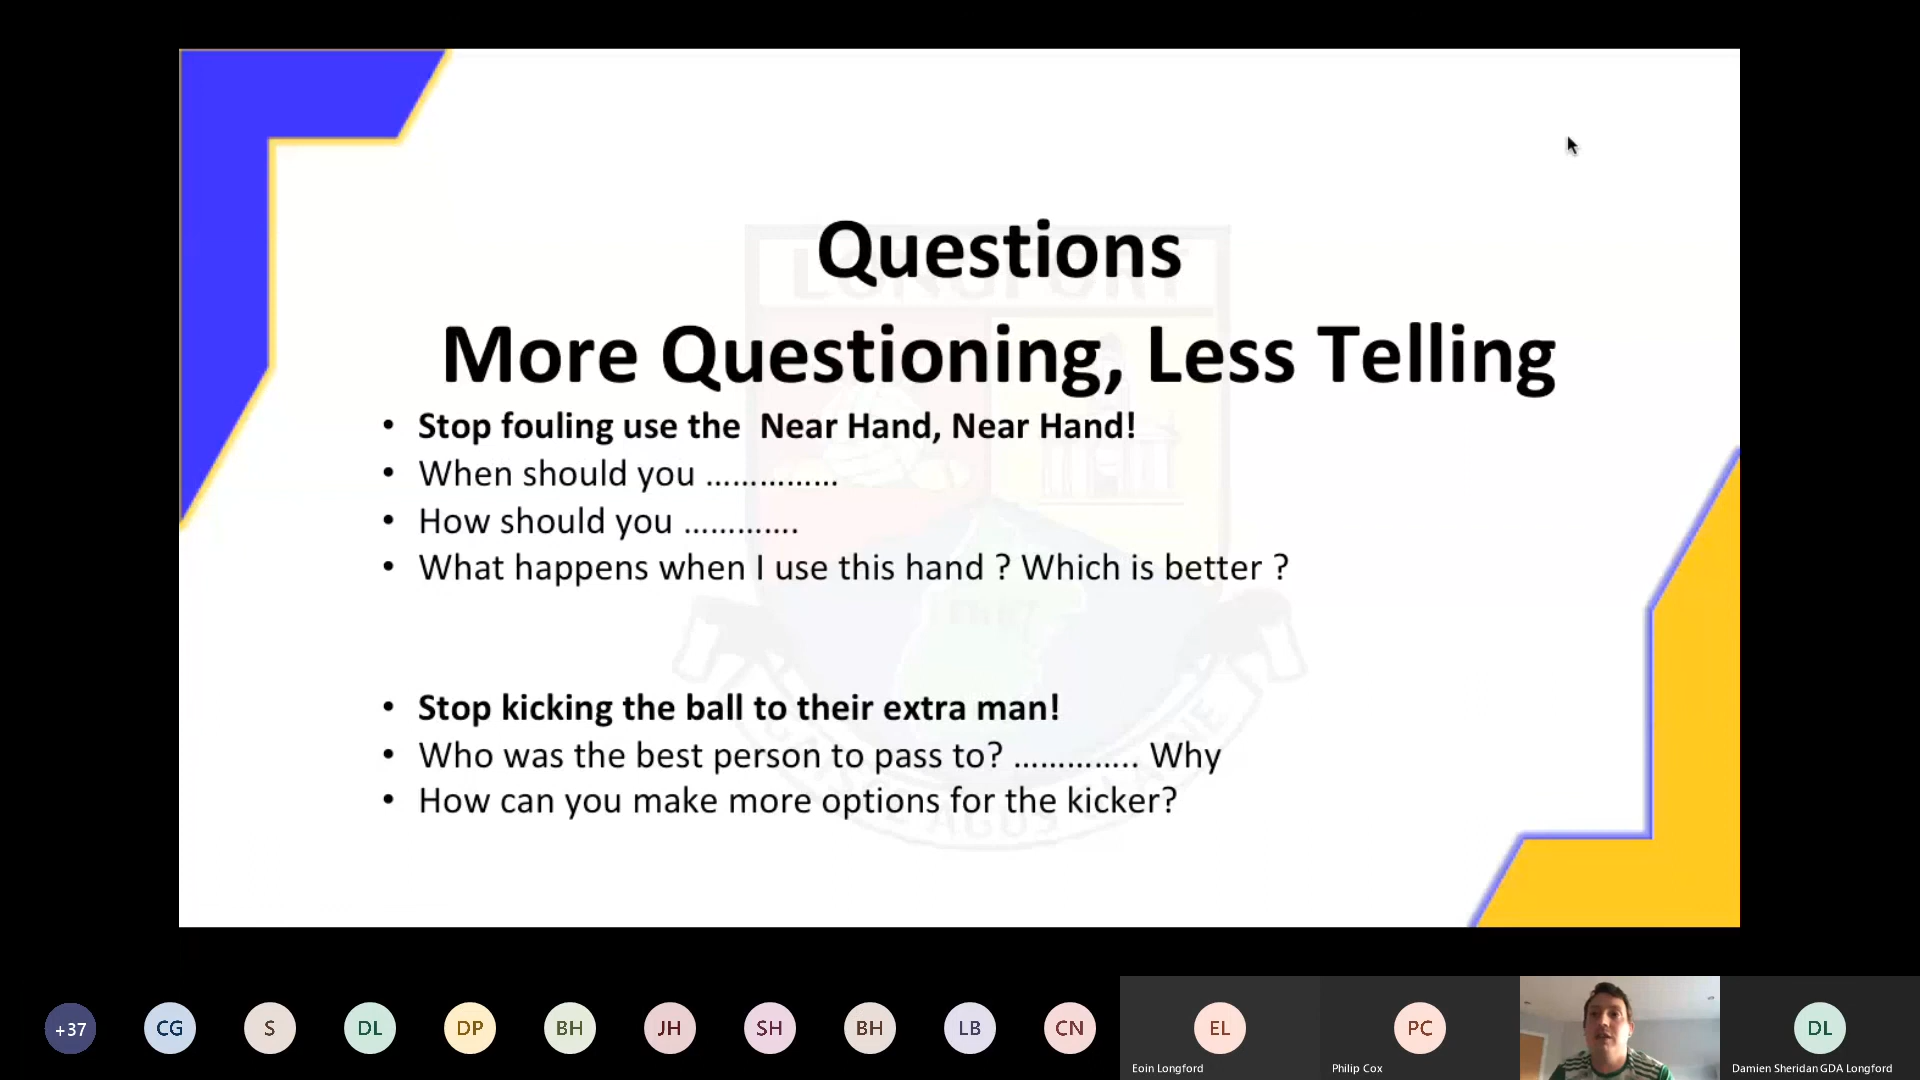 Questions
More Questioning, Less Telling
• Stop fouling use the  Near Hand, Near Hand!
• When should you ……………
• How should you ………….
• What happens when I use this hand ? Which is better ?
• Stop kicking the ball to their extra man!
• Who was the best person to pass to? ………….. Why
• How can you make more options for the kicker?
LONGFORT
AGUS
+37 CG S DL DP BH JH SH BH LB CN EL PC DL
Eoin Longford Philip Cox Damien Sheridan GDA Longford